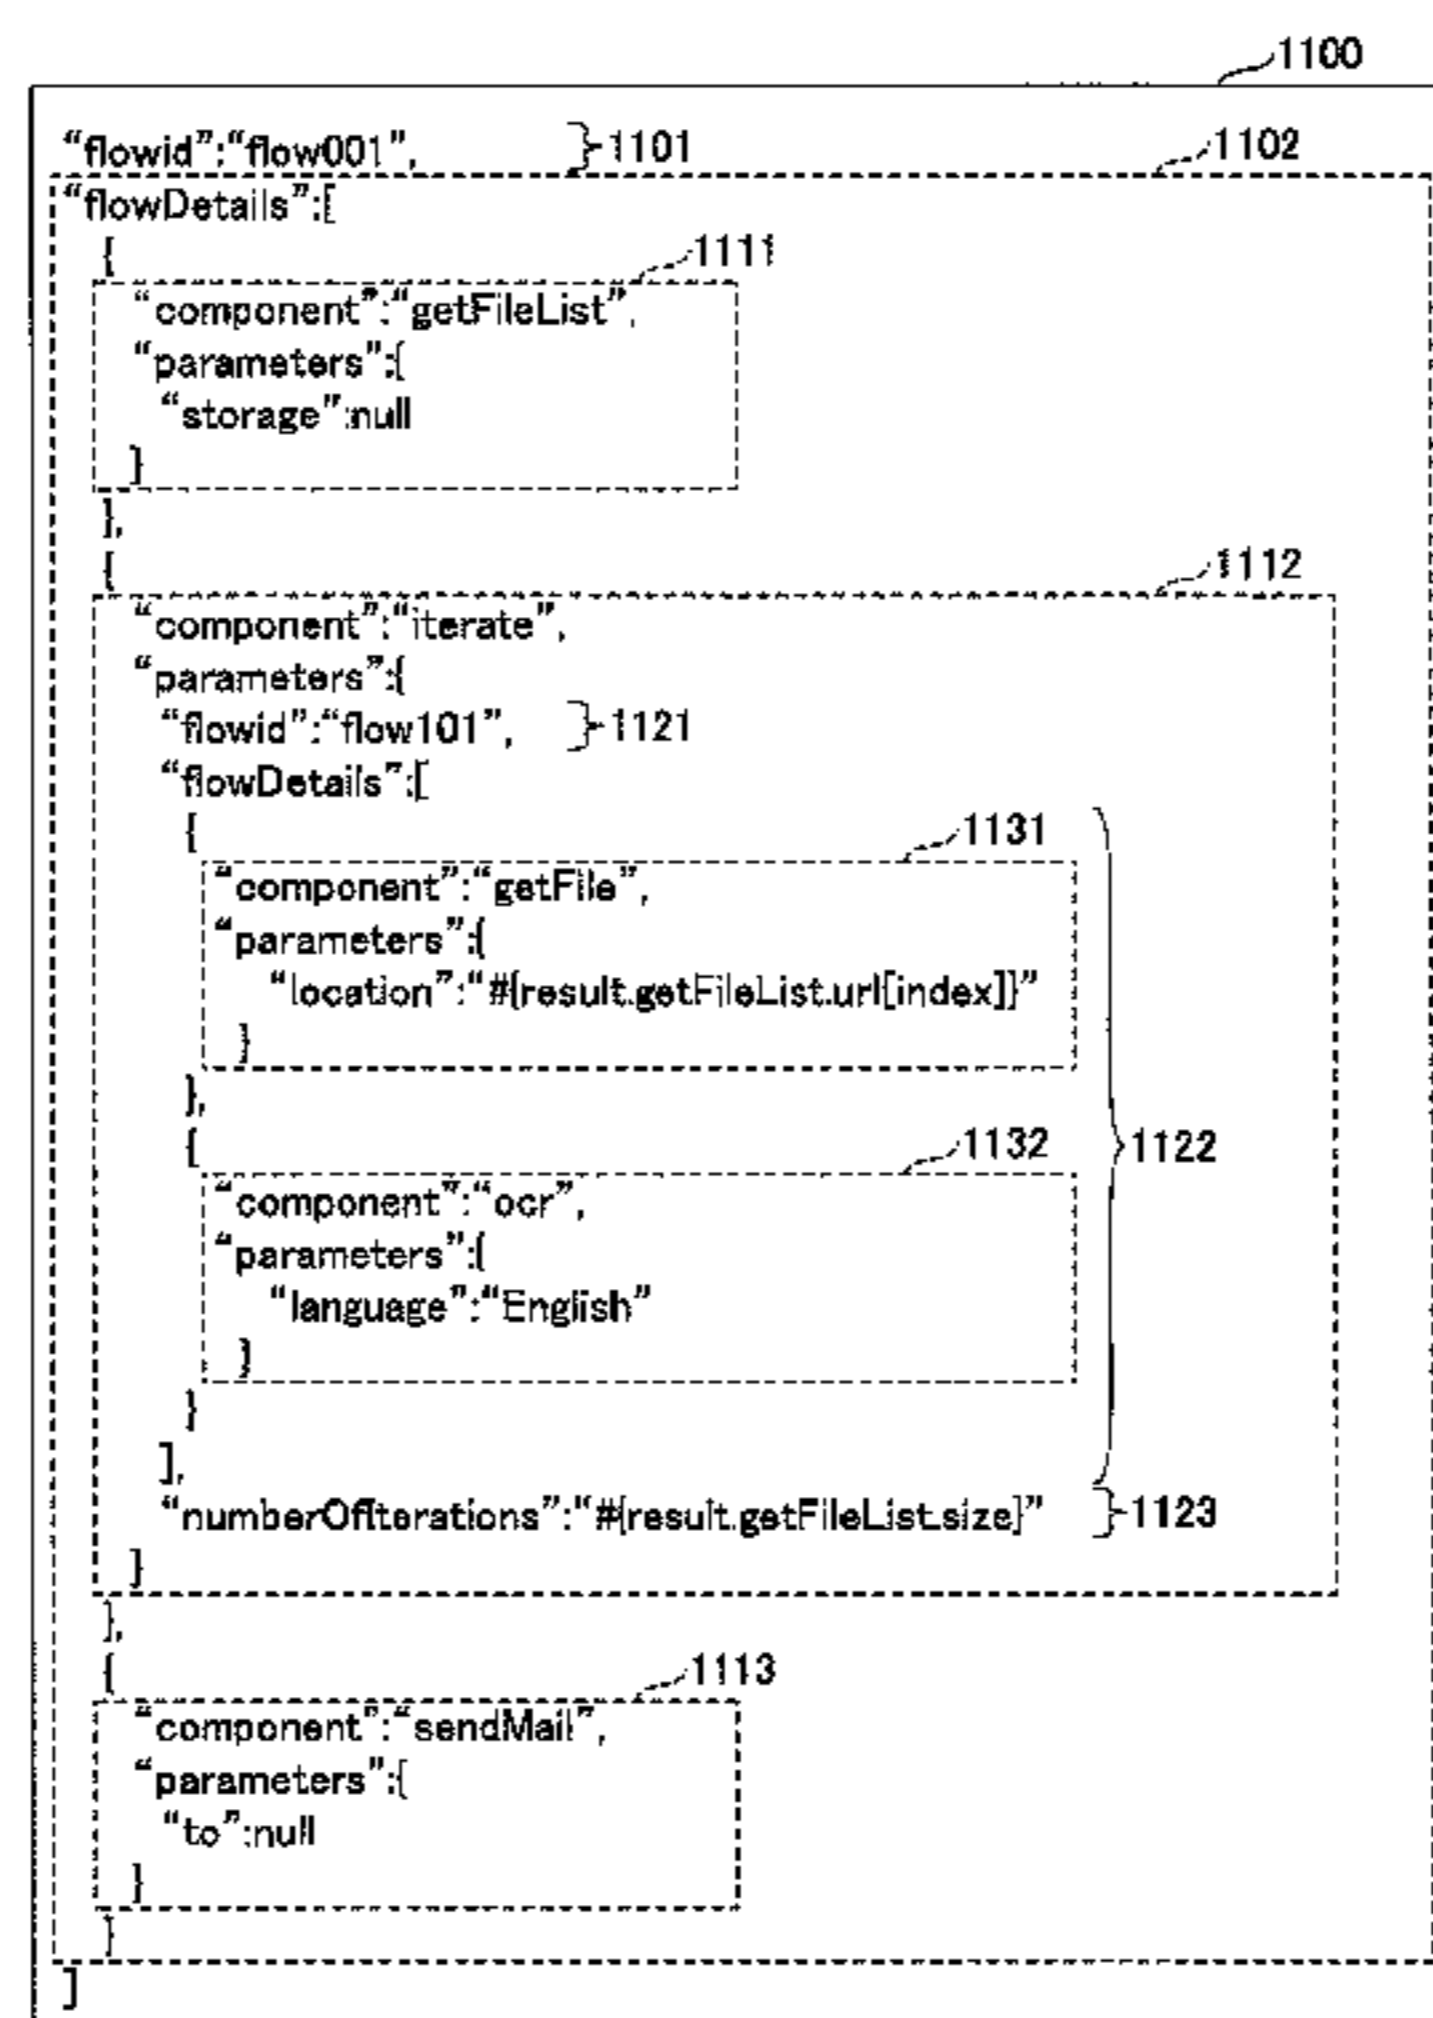 1100
“flowid”:“flow001”, 1101
1102
“flowDetails”:[
{
1111
“component”:“getFileList”,
“parameters”:{
“storage”:null
}
},
{
1112
“component”:“iterate”,
“parameters”:{
“flowid”:“flow101”, 1121
“flowDetails”:[
{
1131
“component”:“getFile”,
“parameters”:{
“location”:“#{result.getFileList.url[index]}”
}
},
{
1132
1122
“component”:“ocr”,
“parameters”:{
“language”:“English”
}
}
],
“numberOfIterations”:“#{result.getFileList.size}” 1123
}
},
{
1113
“component”:“sendMail”,
“parameters”:{
“to”:null
}
}
]